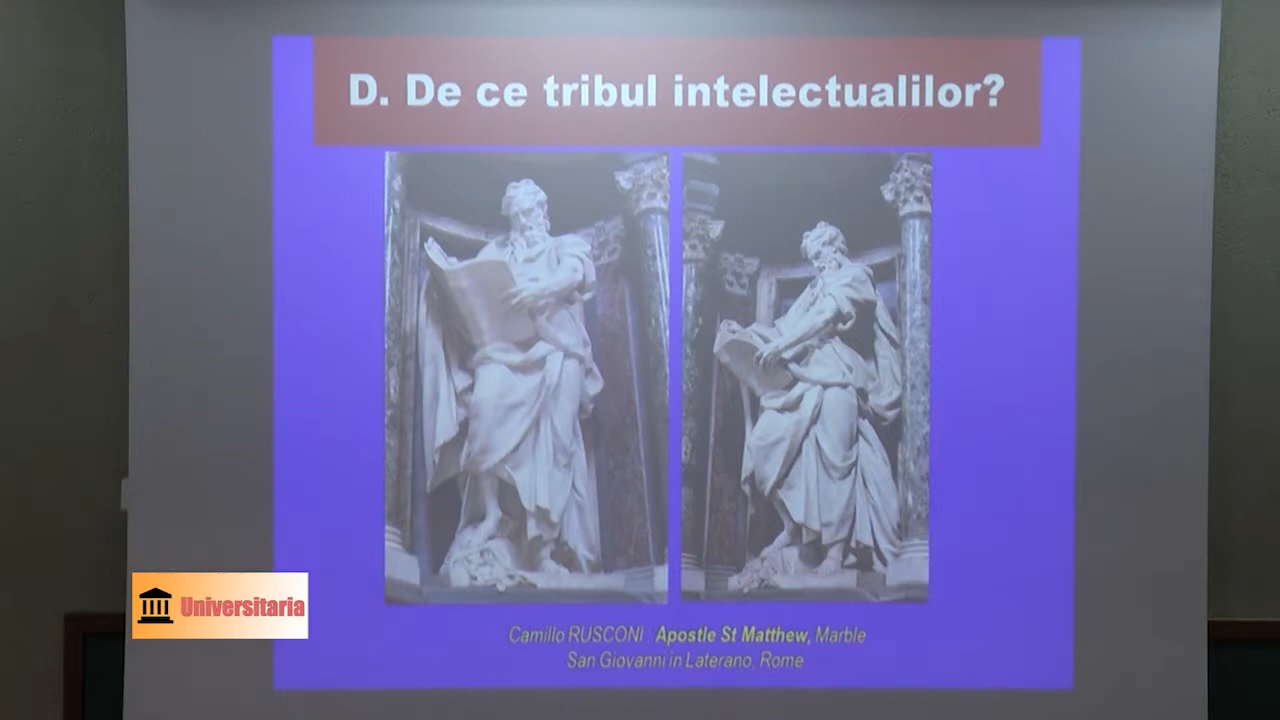 D. De ce tribul intelectualilor?
Universitaria
Camillo RUSCONI Apostle St Matthew, Marble
San Giovanni in Laterano, Rome